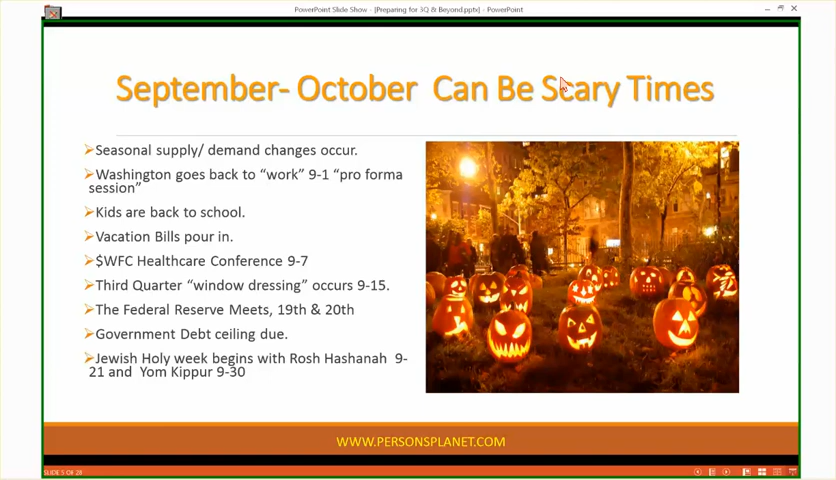 PowerPoint Slide Show - [Preparing for 3Q & Beyond.pptv] - PowerPoint
September- October Can Be Scary Times
Seasonal supply/ demand changes occur.
Washington goes back to “work” 9-1 “pro forma
session”
Kids are back to school.
Vacation Bills pour in.
$WFC Healthcare Conference 9-7
Third Quarter “window dressing” occurs 9-15.
The Federal Reserve Meets, 19th & 20th
Government Debt ceiling due.
Jewish Holy week begins with Rosh Hashanah 9-
21 and Yom Kippur 9-30
WWW.PERSONSPLANET.COM
SLIDE 5 OF 28